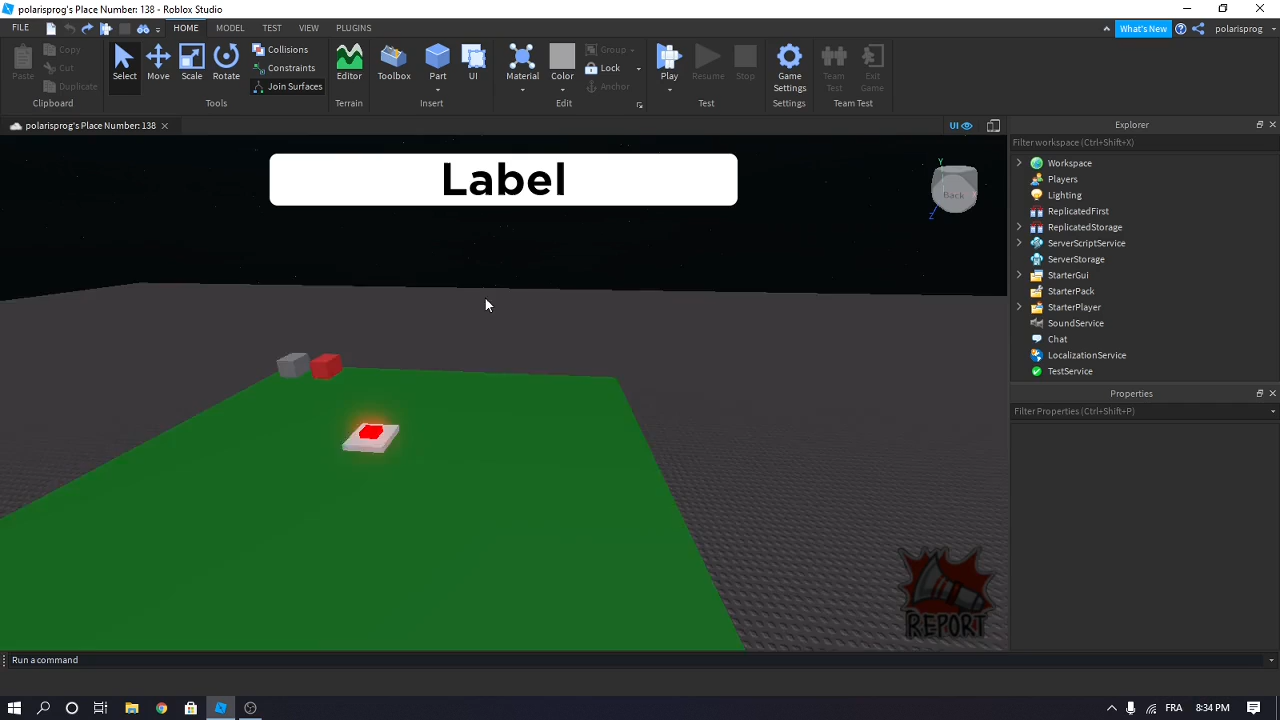 polarisprog's Place Number: 138 - Roblox Studio
FILE HOME MODEL TEST VIEW PLUGINS What's New polarisprog
Paste Copy Cut Duplicate Select Move Scale Rotate Collisions Constraints Join Surfaces Editor Toolbox Part UI Material Color Group Lock Anchor Play Resume Stop Game Settings Team Test Exit Game
Clipboard Tools Terrain Insert Edit Test Settings Team Test
polarisprog's Place Number: 138 UI
Explorer
Filter workspace (Ctrl+Shift+X)
Workspace
Players
Lighting
ReplicatedFirst
ReplicatedStorage
ServerScriptService
ServerStorage
StarterGui
StarterPack
StarterPlayer
SoundService
Chat
LocalizationService
TestService
Properties
Filter Properties (Ctrl+Shift+P)
Label
Y
Back
Z
REPORT
Run a command
FRA 8:34 PM